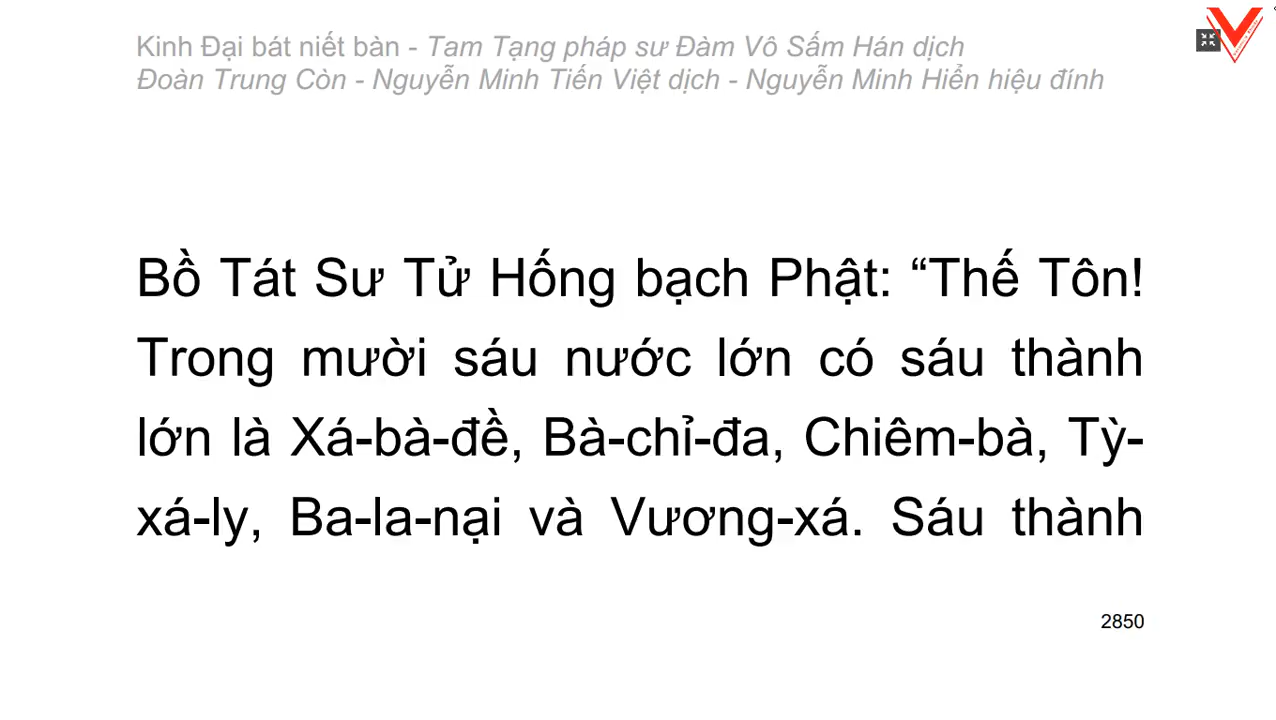 Kinh Đại bát niết bàn - Tam Tạng pháp sư Đàm Vô Sấm Hán dịch
Đoàn Trung Còn - Nguyễn Minh Tiến Việt dịch - Nguyễn Minh Hiển hiệu đính
Bồ Tát Sư Tử Hống bạch Phật: “Thế Tôn!
Trong mười sáu nước lớn có sáu thành
lớn là Xá-bà-đề, Bà-chỉ-đa, Chiêm-bà, Tỳ-
xá-ly, Ba-la-nại và Vương-xá. Sáu thành
2850